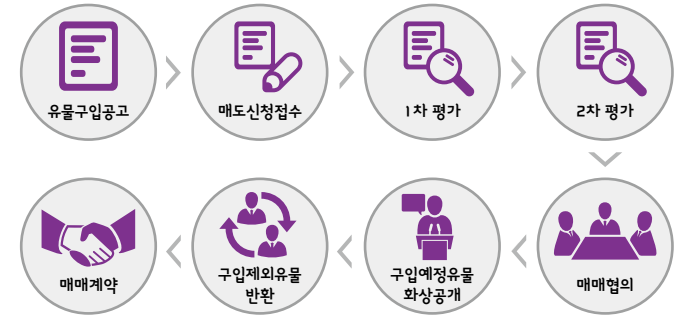 유물구입공고
매도신청접수
1차 평가
2차 평가
매매협의
구입예정유물
화상공개
구입제외유물
반환
매매계약